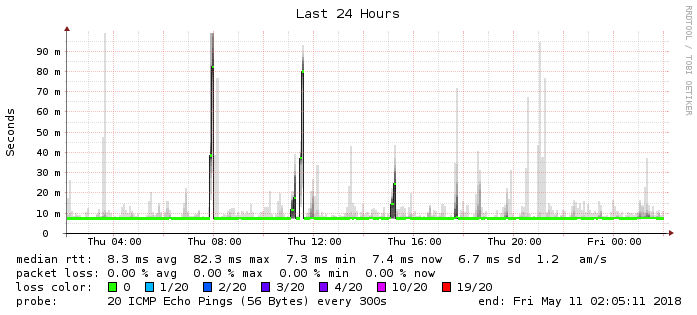 Last 24 Hours
RRDTOOL / TOBI OETIKER
Seconds
90 m
80 m
70 m
60 m
50 m
40 m
30 m
20 m
10 m
0
Thu 04:00 Thu 08:00 Thu 12:00 Thu 16:00 Thu 20:00 Fri 00:00
median rtt: 8.3 ms avg 82.3 ms max 7.3 ms min 7.4 ms now 6.7 ms sd 1.2 am/s
packet loss: 0.00 % avg 0.00 % max 0.00 % min 0.00 % now
loss color: 0 1/20 2/20 3/20 4/20 10/20 19/20
probe: 20 ICMP Echo Pings (56 Bytes) every 300s end: Fri May 11 02:05:11 2018